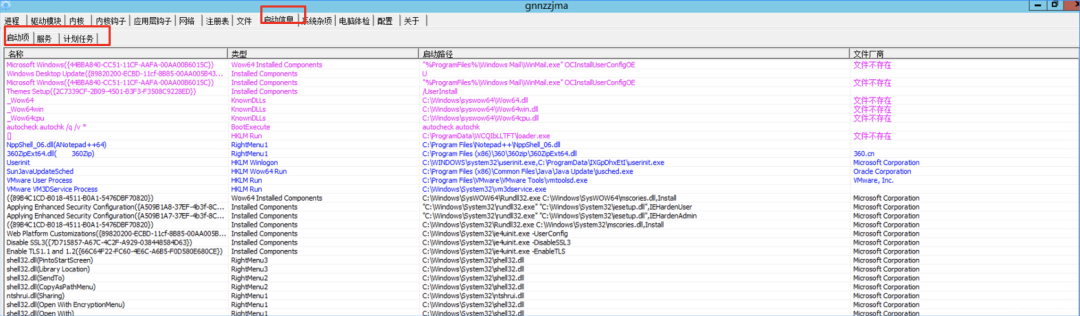 gnnzzjma
进程 驱动模块 内核 内核钩子 应用层钩子 网络 注册表 文件 启动信息 系统杂项 电脑体检 配置 关于
启动项 服务 计划任务
名称 类型 启动路径 文件厂商
Microsoft Windows({44BBA840-CC51-11CF-AAFA-00AA00B6015C}) Wow64 Installed Components "%ProgramFiles%\Windows Mail\WinMail.exe" OCInstallUserConfigOE 文件不存在
Windows Desktop Update({89820200-ECBD-11cf-8B85-00AA005B43... Installed Components U
Microsoft Windows({44BBA840-CC51-11CF-AAFA-00AA00B6015C}) Installed Components "%ProgramFiles%\Windows Mail\WinMail.exe" OCInstallUserConfigOE 文件不存在
Themes Setup({2C7339CF-2B09-4501-B3F3-F3508C9228ED}) Installed Components /UserInstall
_Wow64 KnownDLLs C:\Windows\syswow64\Wow64.dll 文件不存在
_Wow64win KnownDLLs C:\Windows\syswow64\Wow64win.dll 文件不存在
_Wow64cpu KnownDLLs C:\Windows\syswow64\Wow64cpu.dll 文件不存在
autocheck autochk /q /v * BootExecute autocheck autochk
[] HKLM Run C:\ProgramData\WCQIbLLTFT\loader.exe 文件不存在
NppShell_06.dll(ANotepad++64) RightMenu1 C:\Program Files\Notepad++\NppShell_06.dll
360ZipExt64.dll( 360Zip) RightMenu1 C:\Program Files (x86)\360\360zip\360ZipExt64.dll 360.cn
Userinit HKLM Winlogon C:\WINDOWS\system32\userinit.exe,C:\ProgramData\IXGpDhxEtI\userinit.exe Microsoft Corporation
SunJavaUpdateSched HKLM Wow64 Run C:\Program Files (x86)\Common Files\Java\Java Update\jusched.exe Oracle Corporation
VMware User Process HKLM Run C:\Program Files\VMware\VMware Tools\vmtoolsd.exe VMware, Inc.
VMware VM3DService Process HKLM Run C:\Windows\System32\vm3dservice.exe
({89B4C1CD-B018-4511-B0A1-5476DBF70820}) Wow64 Installed Components C:\Windows\SysWOW64\Rundll32.exe C:\Windows\SysWOW64\mscories.dll,Install Microsoft Corporation
Applying Enhanced Security Configuration({A509B1A8-37EF-4b3f-8C... Installed Components "C:\Windows\System32\rundll32.exe" "C:\Windows\System32\iesetup.dll",IEHardenUser Microsoft Corporation
Applying Enhanced Security Configuration({A509B1A7-37EF-4b3f-8C... Installed Components "C:\Windows\System32\rundll32.exe" "C:\Windows\System32\iesetup.dll",IEHardenAdmin Microsoft Corporation
({89B4C1CD-B018-4511-B0A1-5476DBF70820}) Installed Components C:\Windows\System32\Rundll32.exe C:\Windows\System32\mscories.dll,Install Microsoft Corporation
Web Platform Customizations({89820200-ECBD-11cf-8B85-00AA005B... Installed Components C:\Windows\System32\ie4uinit.exe -UserConfig Microsoft Corporation
Disable SSL3({7D715857-A67C-4C2F-A929-038448584D63}) Installed Components C:\Windows\System32\ie4uinit.exe -DisableSSL3 Microsoft Corporation
Enable TLS1.1 and 1.2({66C64F22-FC60-4E6C-A6B5-F0D580E680CE}) Installed Components C:\Windows\System32\ie4uinit.exe -EnableTLS Microsoft Corporation
shell32.dll(PintoStartScreen) RightMenu3 C:\Windows\System32\shell32.dll Microsoft Corporation
shell32.dll(Library Location) RightMenu3 C:\Windows\System32\shell32.dll Microsoft Corporation
shell32.dll(SendTo) RightMenu2 C:\Windows\System32\shell32.dll Microsoft Corporation
shell32.dll(CopyAsPathMenu) RightMenu2 C:\Windows\System32\shell32.dll Microsoft Corporation
ntshrui.dll(Sharing) RightMenu1 C:\Windows\System32\ntshrui.dll Microsoft Corporation
shell32.dll(Open With EncryptionMenu) RightMenu1 C:\Windows\System32\shell32.dll Microsoft Corporation
shell32.dll(Open With) RightMenu1 C:\Windows\System32\shell32.dll Microsoft Corporation